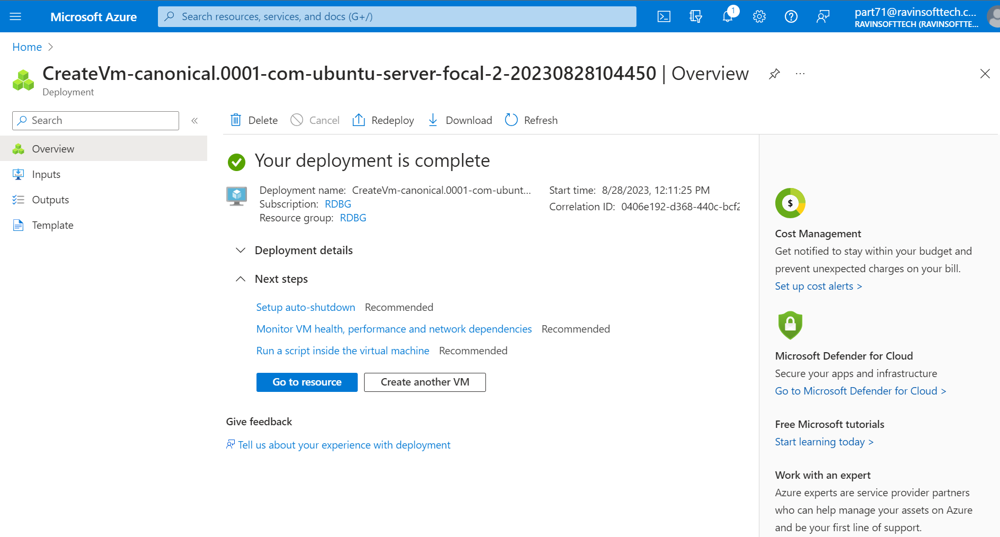 Microsoft Azure
Search resources, services, and docs (G+/)
1
part71@ravinsofttech.c...
RAVINSOFTTECH (RAVINSOFTTE...
Home
CreateVm-canonical.0001-com-ubuntu-server-focal-2-20230828104450 | Overview
...
Deployment
Search
«
Delete
Cancel
Redeploy
Download
Refresh
Overview
Inputs
Outputs
Template
Your deployment is complete
Deployment name: CreateVm-canonical.0001-com-ubunt...
Subscription: RDBG
Resource group: RDBG
Start time: 8/28/2023, 12:11:25 PM
Correlation ID: 0406e192-d368-440c-bcf2
Deployment details
Next steps
Setup auto-shutdown Recommended
Monitor VM health, performance and network dependencies Recommended
Run a script inside the virtual machine Recommended
Go to resource
Create another VM
Give feedback
Tell us about your experience with deployment
$
Cost Management
Get notified to stay within your budget and
prevent unexpected charges on your bill.
Set up cost alerts >
Microsoft Defender for Cloud
Secure your apps and infrastructure
Go to Microsoft Defender for Cloud >
Free Microsoft tutorials
Start learning today >
Work with an expert
Azure experts are service provider partners
who can help manage your assets on Azure
and be your first line of support.